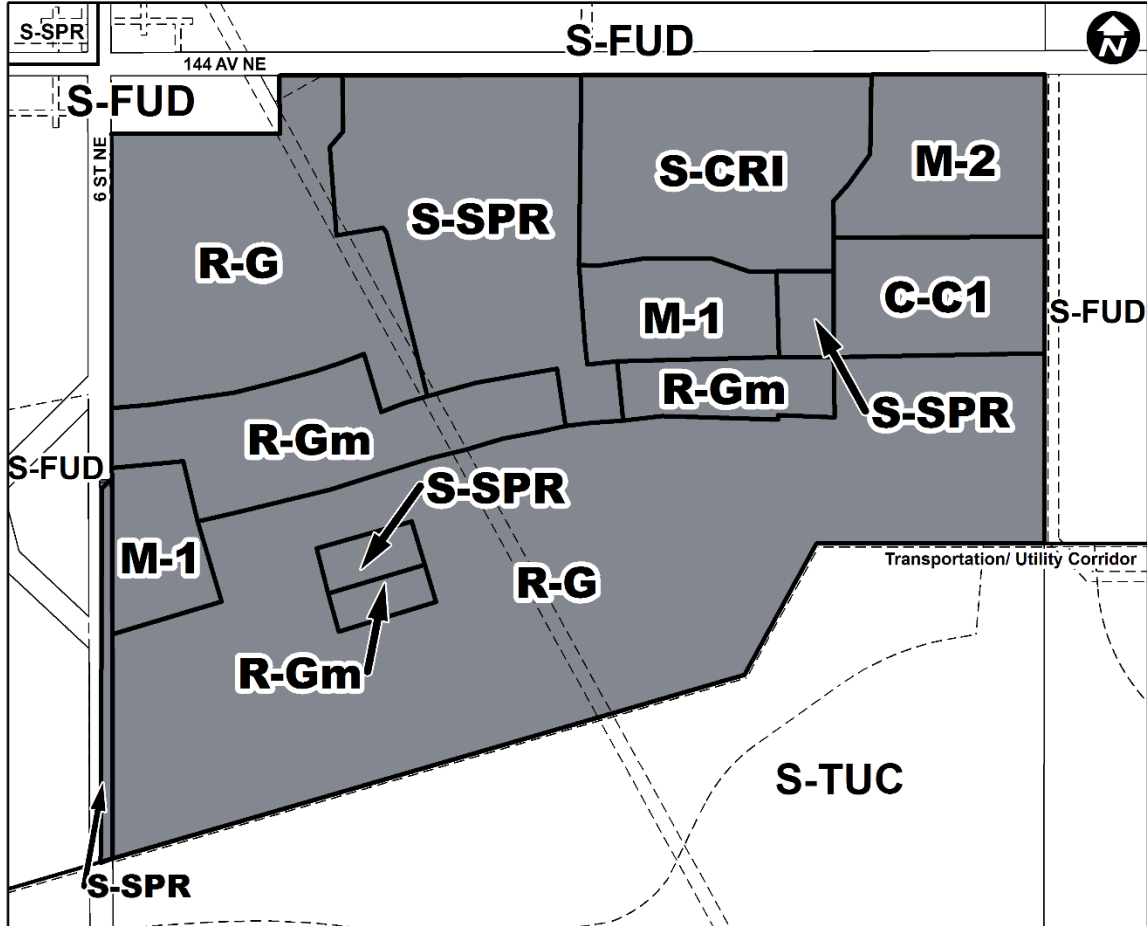 S-SPR
S-FUD
N
144 AV NE
S-FUD
6 ST NE
S-CRI
M-2
S-SPR
R-G
C-C1
M-1
S-FUD
R-Gm
S-SPR
R-Gm
S-FUD
S-SPR
M-1
Transportation/ Utility Corridor
R-G
R-Gm
S-TUC
S-SPR